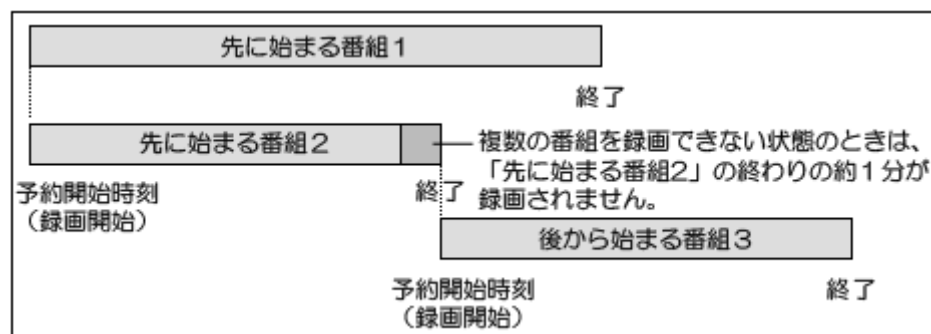 先に始まる番組1
終了
先に始まる番組2
複数の番組を録画できない状態のときは、
「先に始まる番組2」の終わりの約1分が
録画されません。
予約開始時刻
(録画開始)
終了
後から始まる番組3
予約開始時刻
(録画開始)
終了